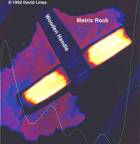 © 1992 David Lines
Wooden Handle
Matrix Rock